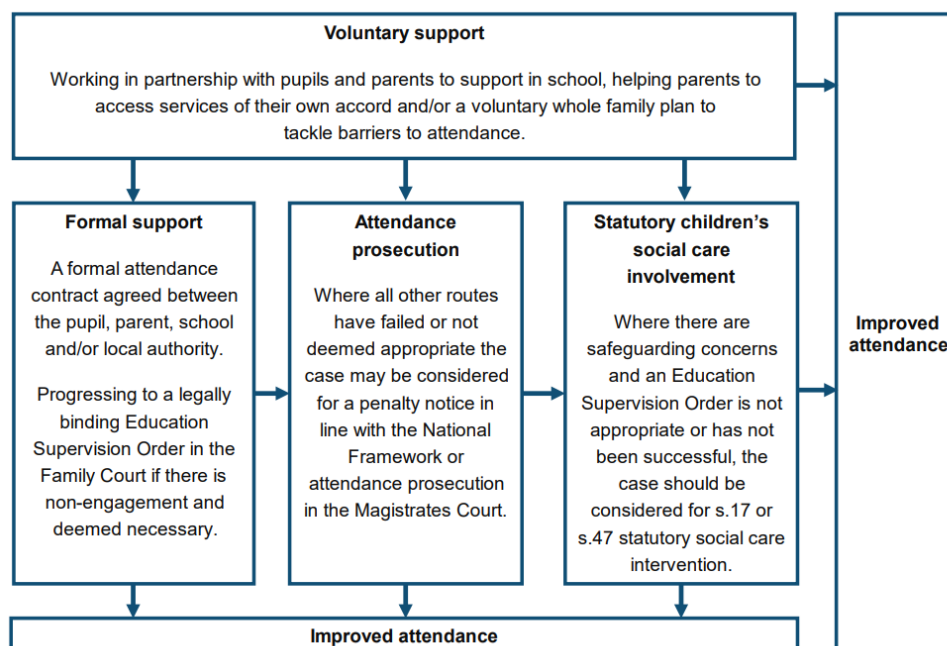 Voluntary support
Working in partnership with pupils and parents to support in school, helping parents to
access services of their own accord and/or a voluntary whole family plan to
tackle barriers to attendance.
Formal support
A formal attendance
contract agreed between
the pupil, parent, school
and/or local authority.
Progressing to a legally
binding Education
Supervision Order in the
Family Court if there is
non-engagement and
deemed necessary.
Attendance
prosecution
Where all other routes
have failed or not
deemed appropriate the
case may be considered
for a penalty notice in
line with the National
Framework or
attendance prosecution
in the Magistrates Court.
Statutory children's
social care
involvement
Where there are
safeguarding concerns
and an Education
Supervision Order is not
appropriate or has not
been successful, the
case should be
considered for s.17 or
s.47 statutory social care
intervention.
Improved
attendance
Improved attendance